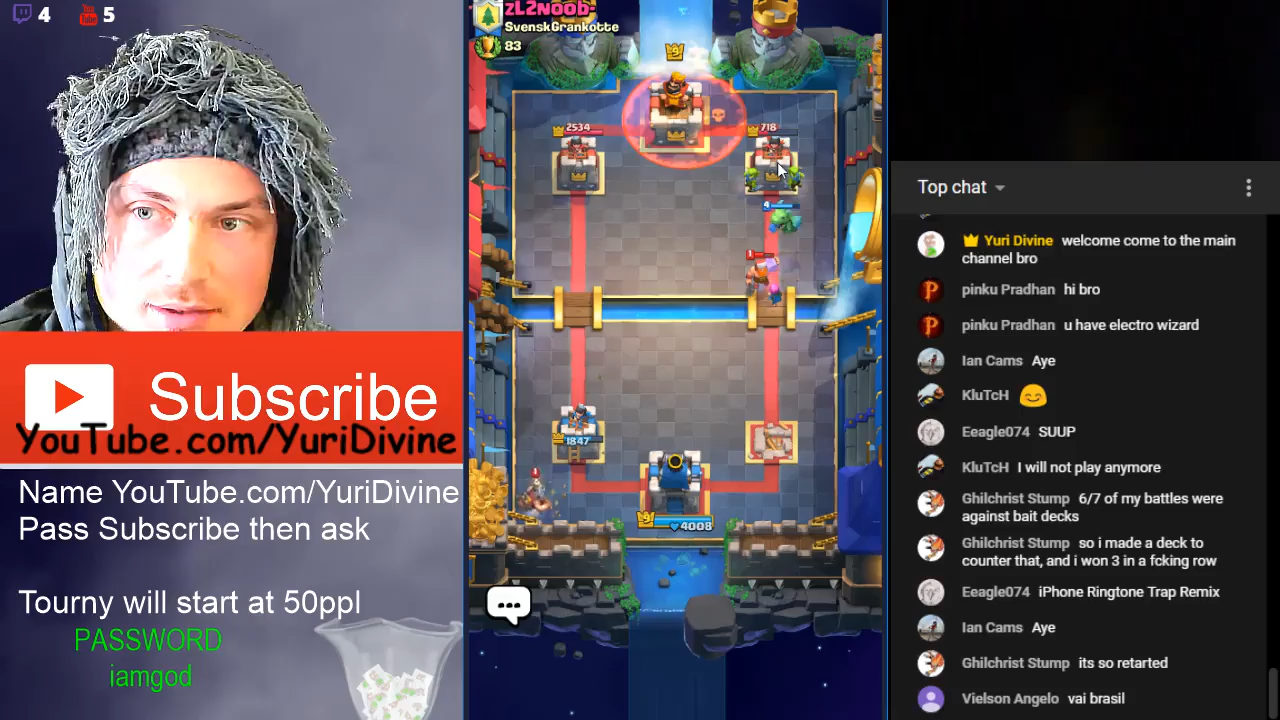 4
5
Subscribe
YouTube.com/YuriDivine
Name YouTube.com/YuriDivine
Pass Subscribe then ask
Tourny will start at 50ppl
PASSWORD
iamgod
zL2Noob-
SvenskGrankotte
83
9
2534
718
4
1
1847
1
9
4008
Top chat
Yuri Divine welcome come to the main
channel bro
pinku Pradhan hi bro
pinku Pradhan u have electro wizard
Ian Cams Aye
KluTcH 😊
Eeagle074 SUUP
KluTcH I will not play anymore
Ghilchrist Stump 6/7 of my battles were
against bait decks
Ghilchrist Stump so i made a deck to
counter that, and i won 3 in a fcking row
Eeagle074 iPhone Ringtone Trap Remix
Ian Cams Aye
Ghilchrist Stump its so retarted
Vielson Angelo vai brasil